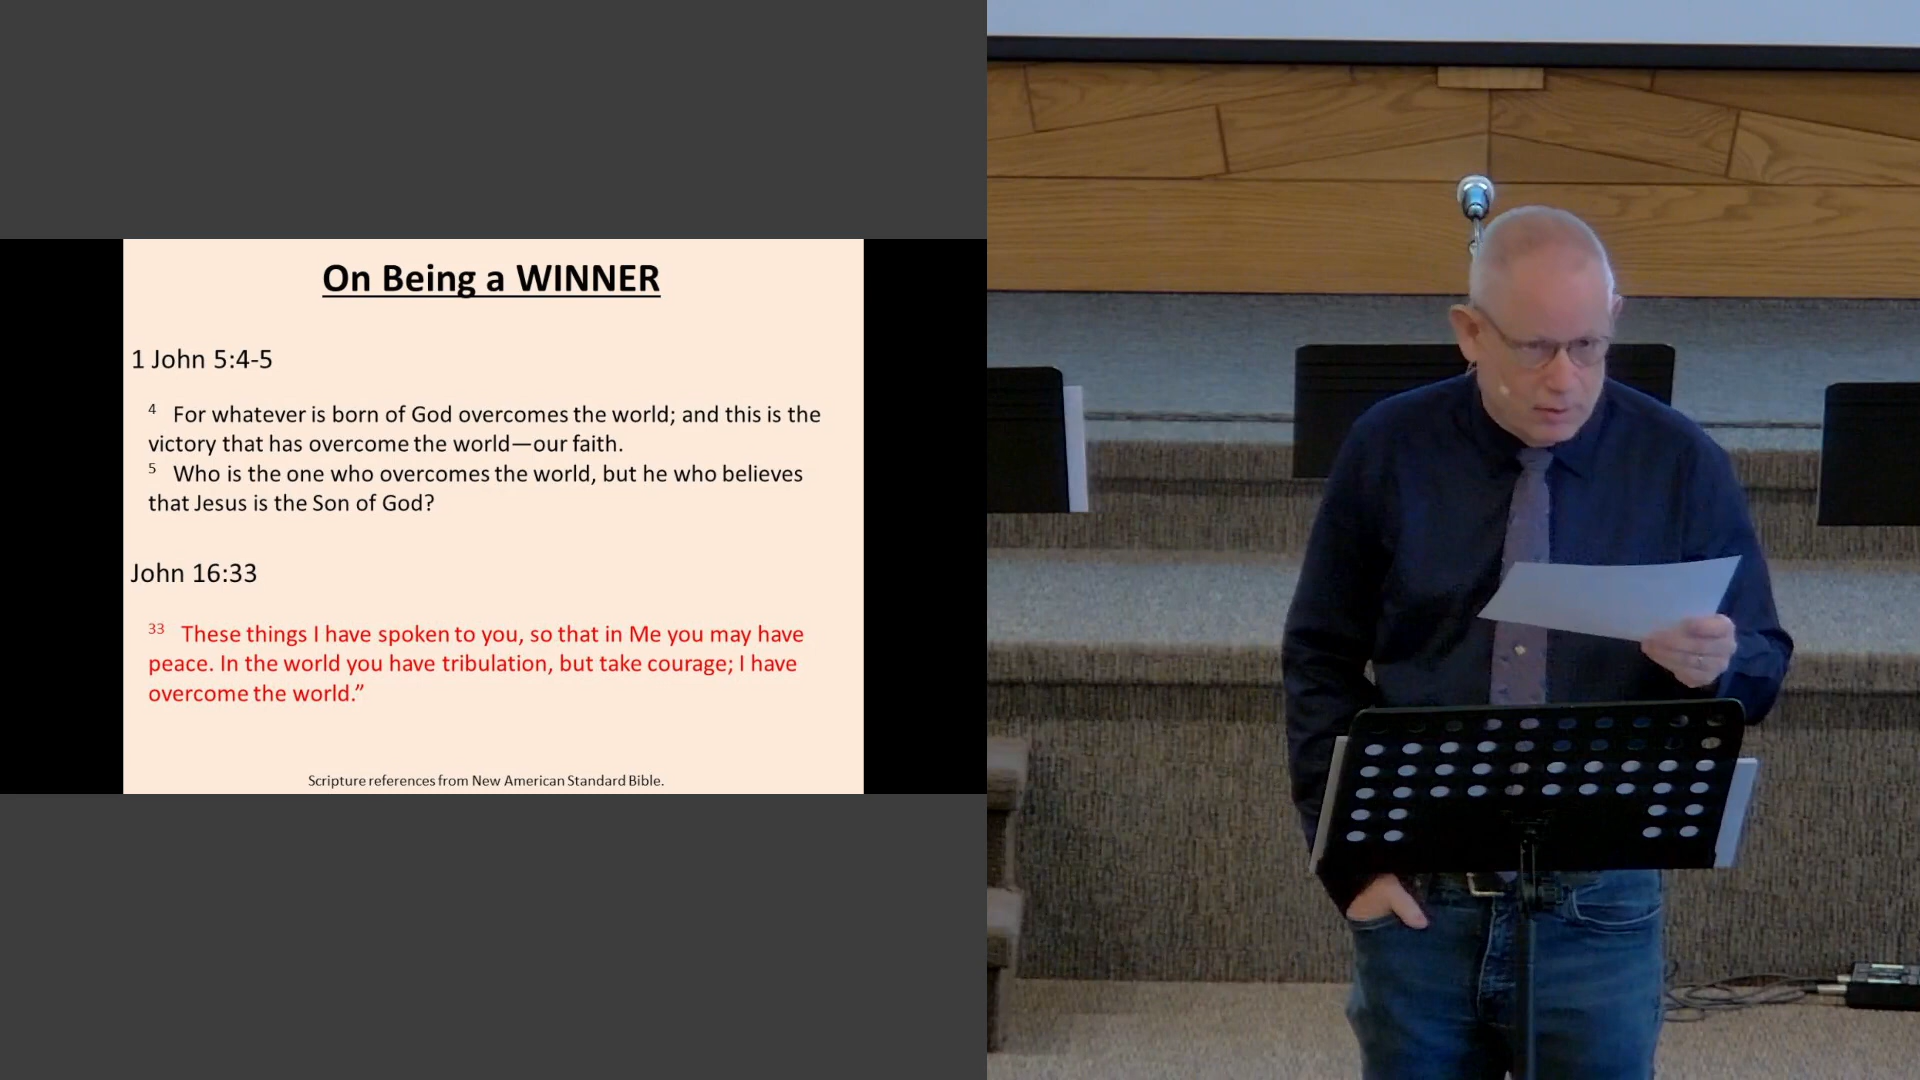 On Being a WINNER
1 John 5:4-5
4 For whatever is born of God overcomes the world; and this is the
victory that has overcome the world—our faith.
5 Who is the one who overcomes the world, but he who believes
that Jesus is the Son of God?
John 16:33
33 These things I have spoken to you, so that in Me you may have
peace. In the world you have tribulation, but take courage; I have
overcome the world.”
Scripture references from New American Standard Bible.